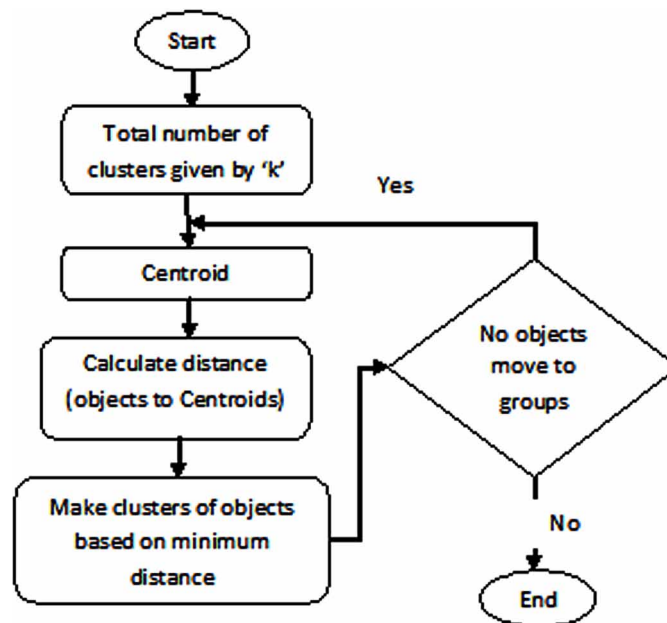 Start
Total number of
clusters given by ‘k’
Yes
Centroid
Calculate distance
(objects to Centroids)
No objects
move to
groups
Make clusters of objects
based on minimum
distance
No
End